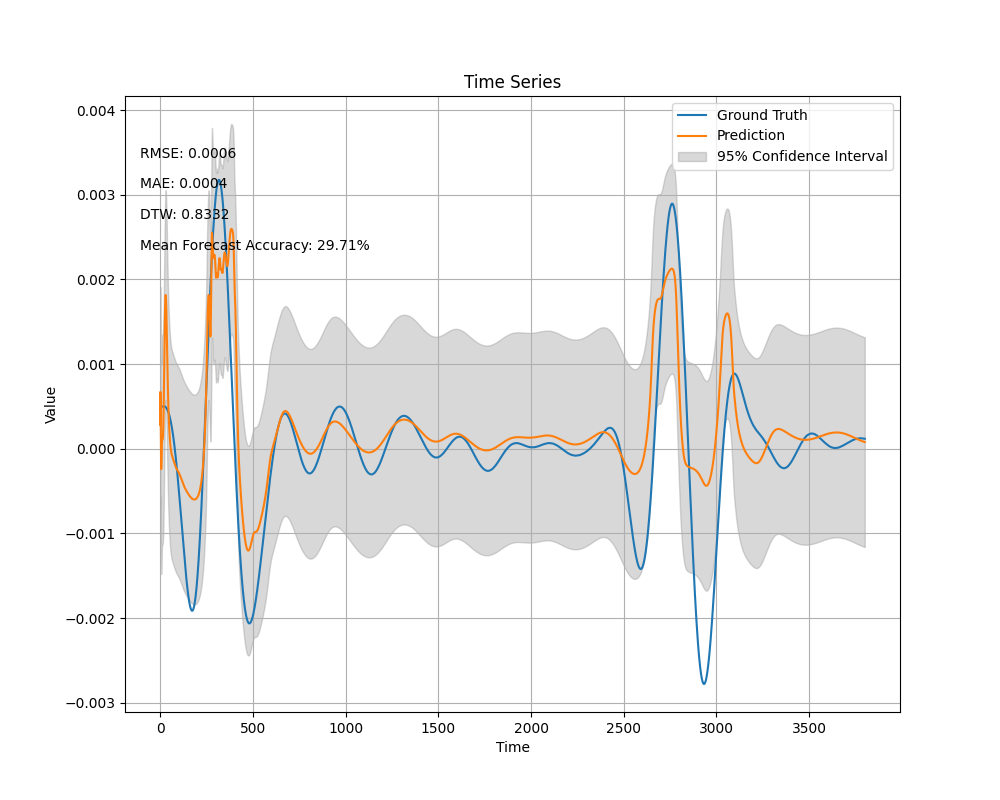 Time Series
0.004
0.003
0.002
0.001
0.000
−0.001
−0.002
−0.003
Value
RMSE: 0.0006
MAE: 0.0004
DTW: 0.8332
Mean Forecast Accuracy: 29.71%
Ground Truth
Prediction
95% Confidence Interval
0 500 1000 1500 2000 2500 3000 3500
Time